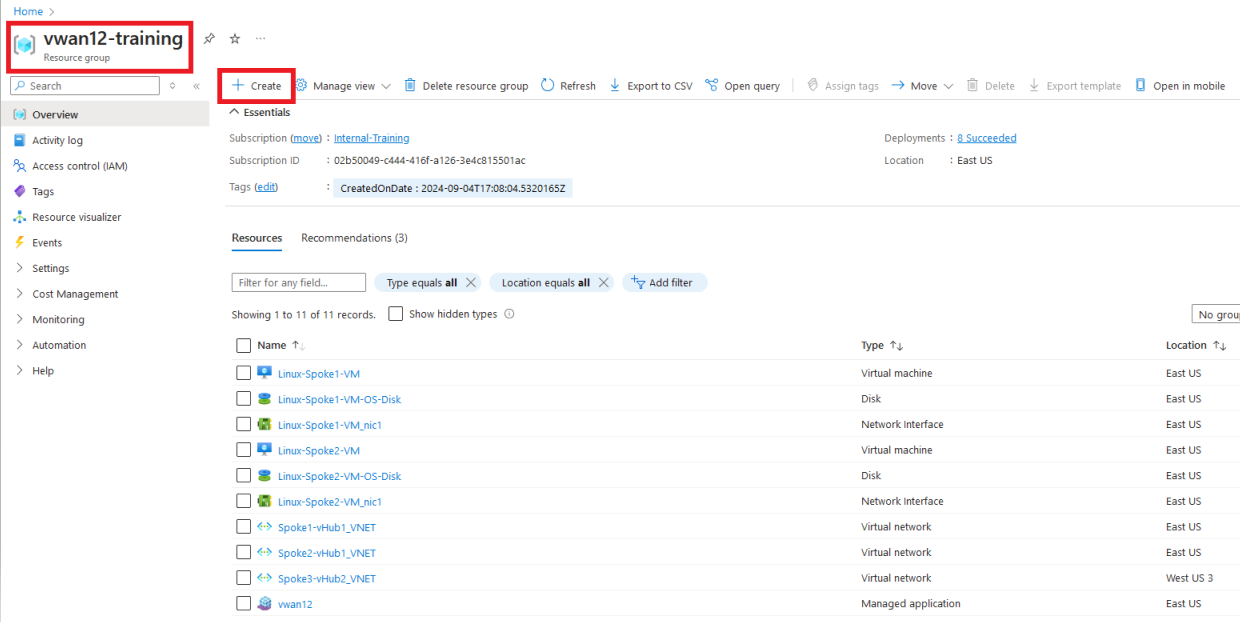 Home >
vwan12-training
Resource group
Search
+ Create Manage view Delete resource group Refresh Export to CSV Open query Assign tags Move Delete Export template Open in mobile
Overview
Activity log
Access control (IAM)
Tags
Resource visualizer
Events
Settings
Cost Management
Monitoring
Automation
Help
Essentials
Subscription (move) : Internal-Training
Deployments : 8 Succeeded
Subscription ID : 02b50049-c444-416f-a126-3e4c815501ac
Location : East US
Tags (edit) : CreatedOnDate : 2024-09-04T17:08:04.5320165Z
Resources Recommendations (3)
Filter for any field... Type equals all Location equals all Add filter
Showing 1 to 11 of 11 records. Show hidden types
No grou
Name Type Location
Linux-Spoke1-VM Virtual machine East US
Linux-Spoke1-VM-OS-Disk Disk East US
Linux-Spoke1-VM_nic1 Network Interface East US
Linux-Spoke2-VM Virtual machine East US
Linux-Spoke2-VM-OS-Disk Disk East US
Linux-Spoke2-VM_nic1 Network Interface East US
Spoke1-vHub1_VNET Virtual network East US
Spoke2-vHub1_VNET Virtual network East US
Spoke3-vHub2_VNET Virtual network West US 3
vwan12 Managed application East US